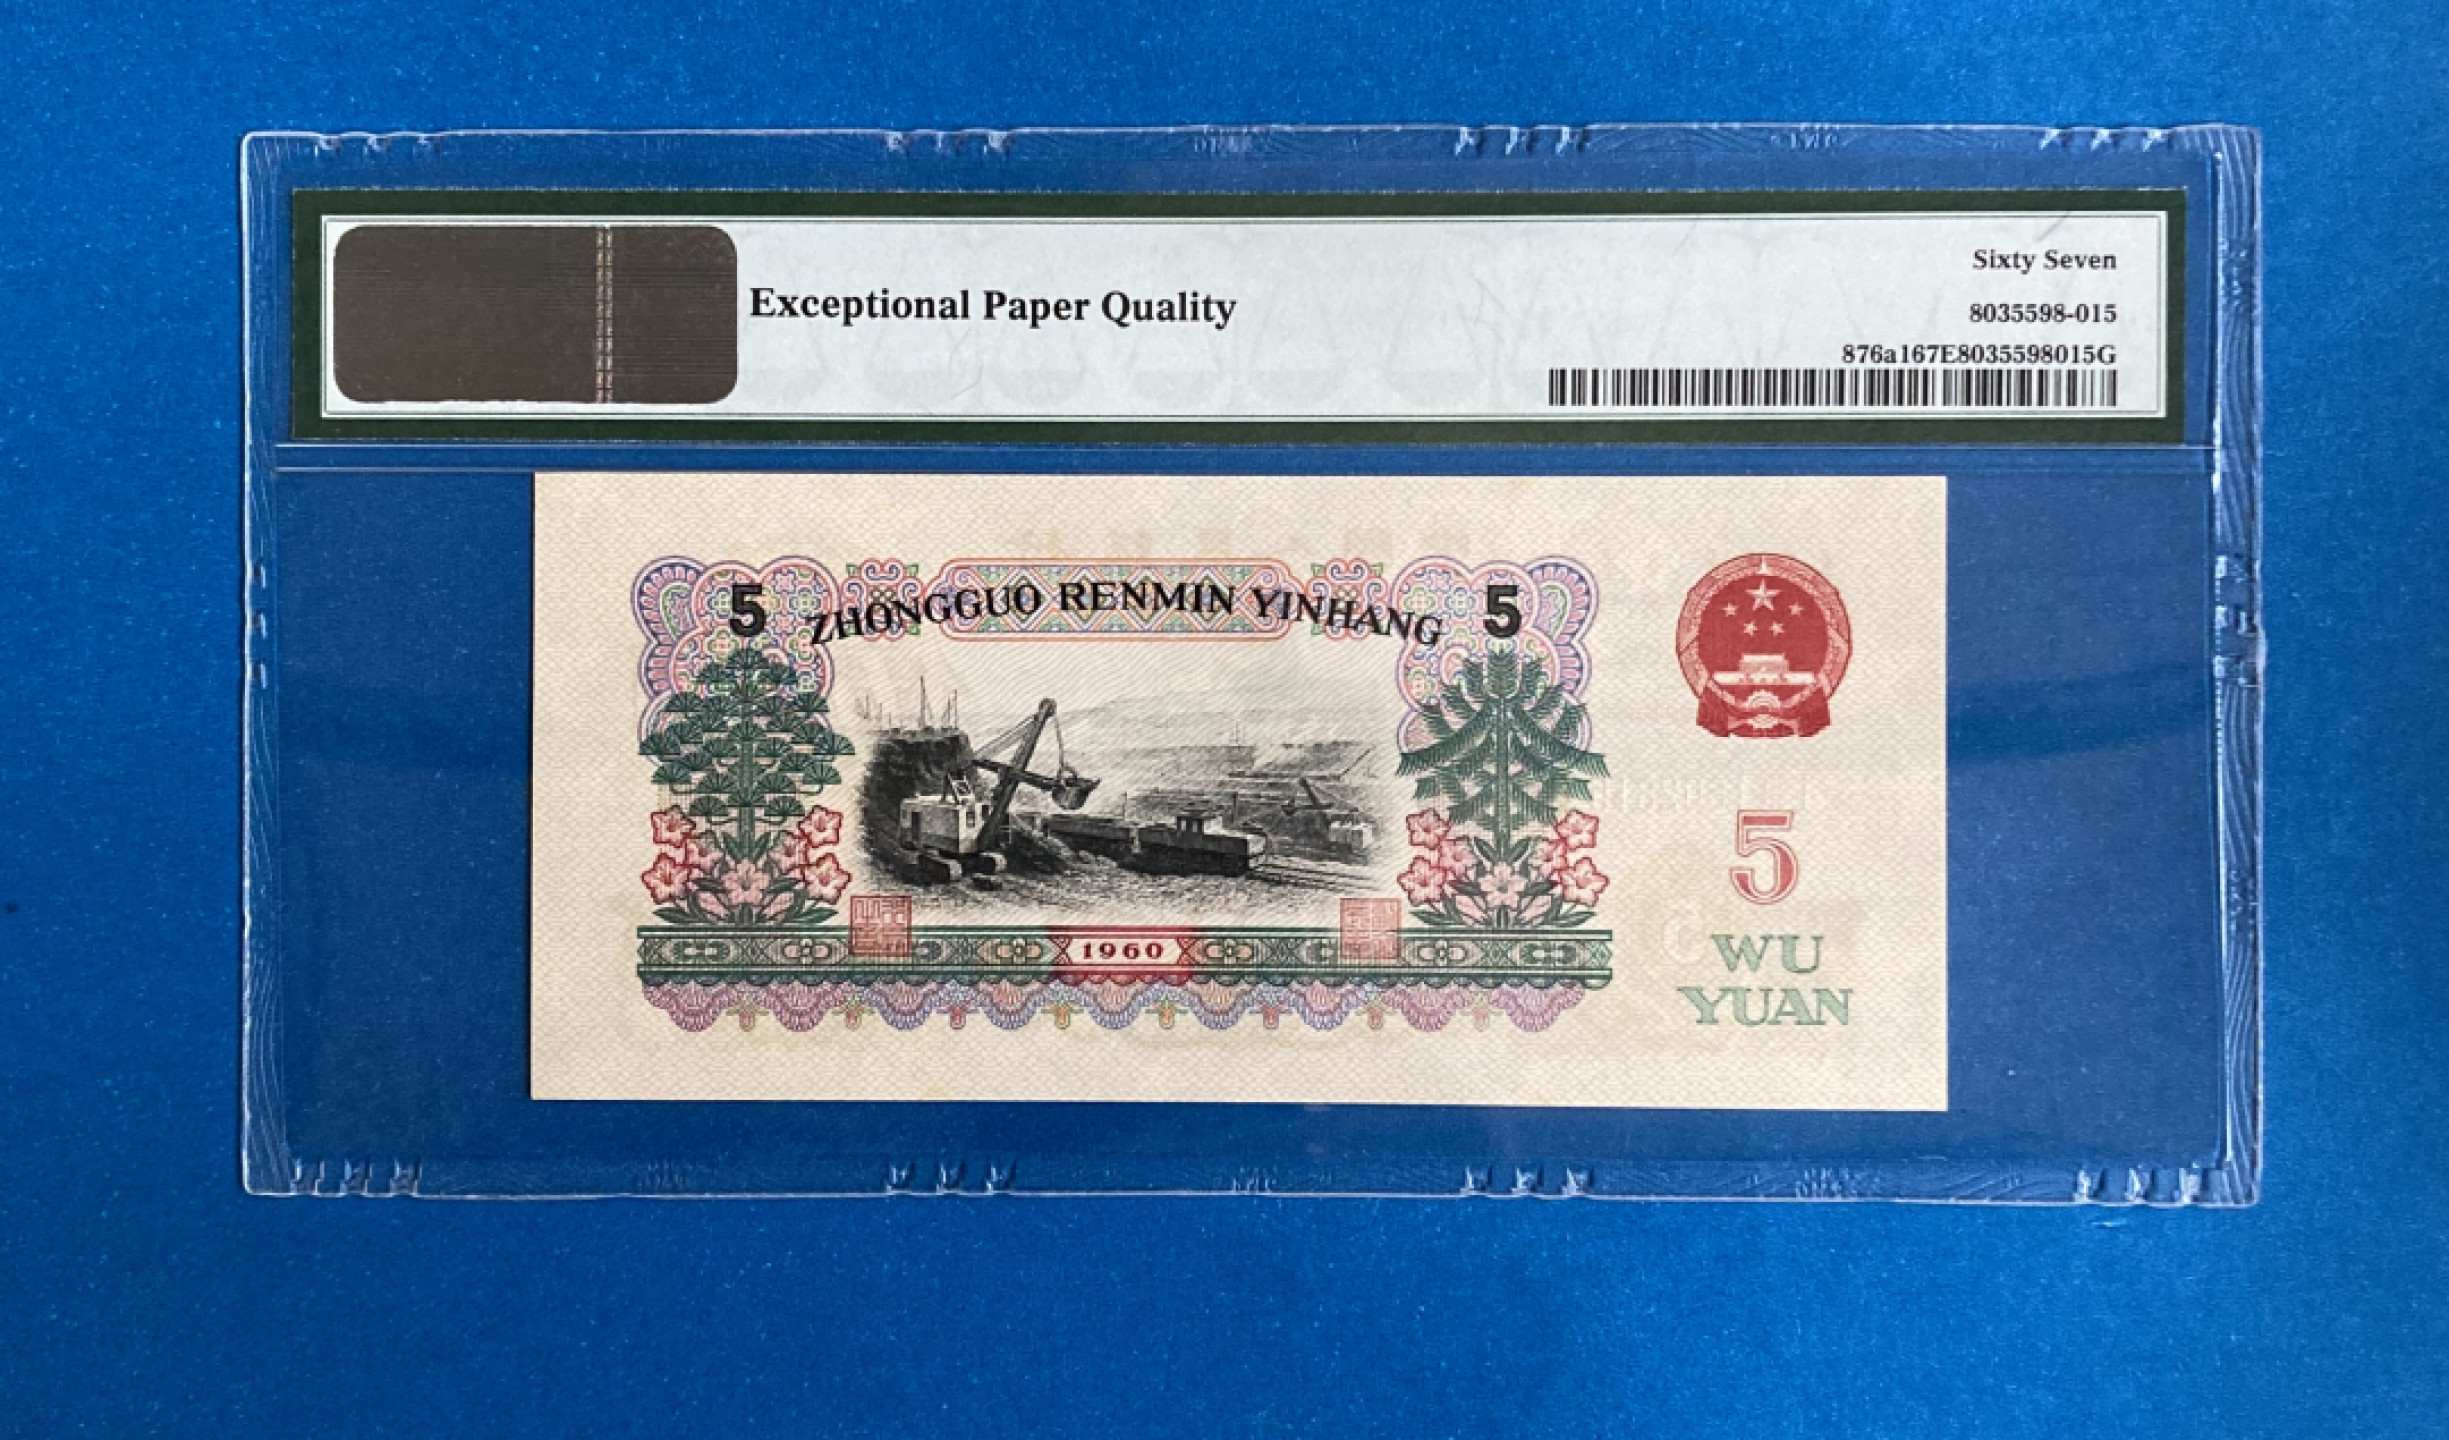 Exceptional Paper Quality
Sixty Seven
8035598-015
876a167E8035598015G
5 ZHONGGUO RENMIN YINHANG 5
1960
5
WU
YUAN